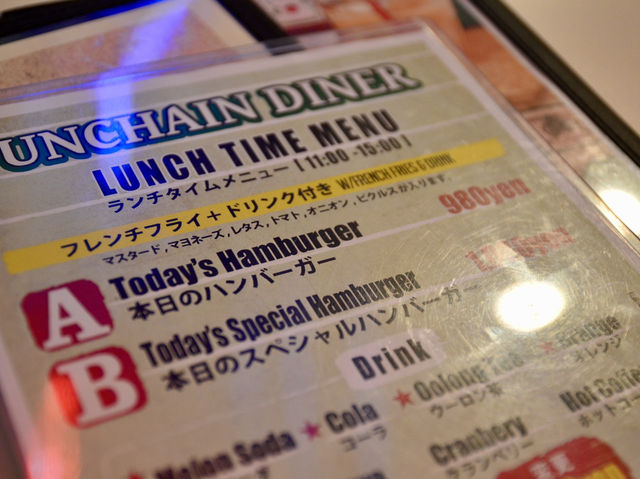 UNCHAIN DINER
LUNCH TIME MENU
ランチタイムメニュー [ 11:00 -15:00 ]
フレンチフライ+ドリンク付き W/FRENCH FRIES & DRINK
マスタード, マヨネーズ, レタス, トマト, オニオン, ピクルスが入ります.
A Today's Hamburger 980yen
本日のハンバーガー
B Today's Special Hamburger
本日のスペシャルハンバーガー
Drink
★ Oolong Tea
ウーロン茶
オレンジ
★ Cola
コーラ
Hot Coffee
ホットコー
Melon Soda
Cranbery
クランベリー
変更